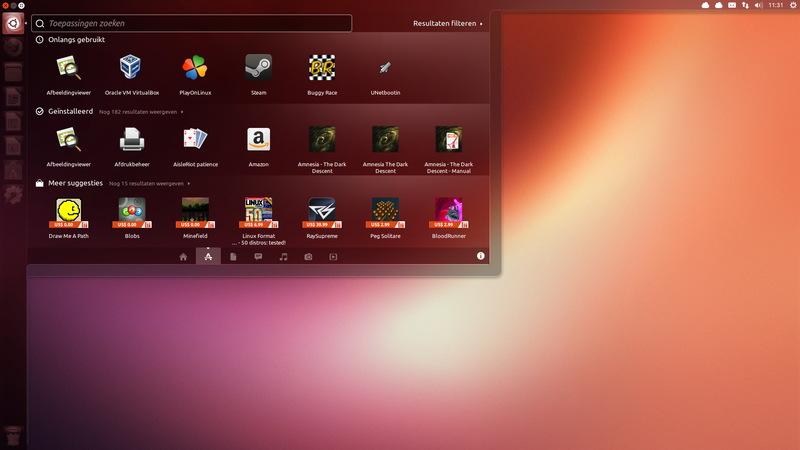 11:31
Toepassingen zoeken
Resultaten filteren
Onlangs gebruikt
Afbeeldingviewer
Oracle VM VirtualBox
PlayOnLinux
Steam
Buggy Race
UNetbootin
Geïnstalleerd
Nog 182 resultaten weergeven
Afbeeldingviewer
Afdrukbeheer
AisleRiot patience
Amazon
Amnesia - The Dark
Descent
Amnesia The Dark
Descent
Amnesia - The Dark
Descent - Manual
Meer suggesties
Nog 15 resultaten weergeven
US$ 0.00
US$ 0.00
US$ 0.00
US$ 6.99
US$ 39.99
US$ 2.99
US$ 2.99
Draw Me A Path
Blobs
Minefield
Linux Format
... - 50 distros: tested!
RaySupreme
Peg Solitare
BloodRunner